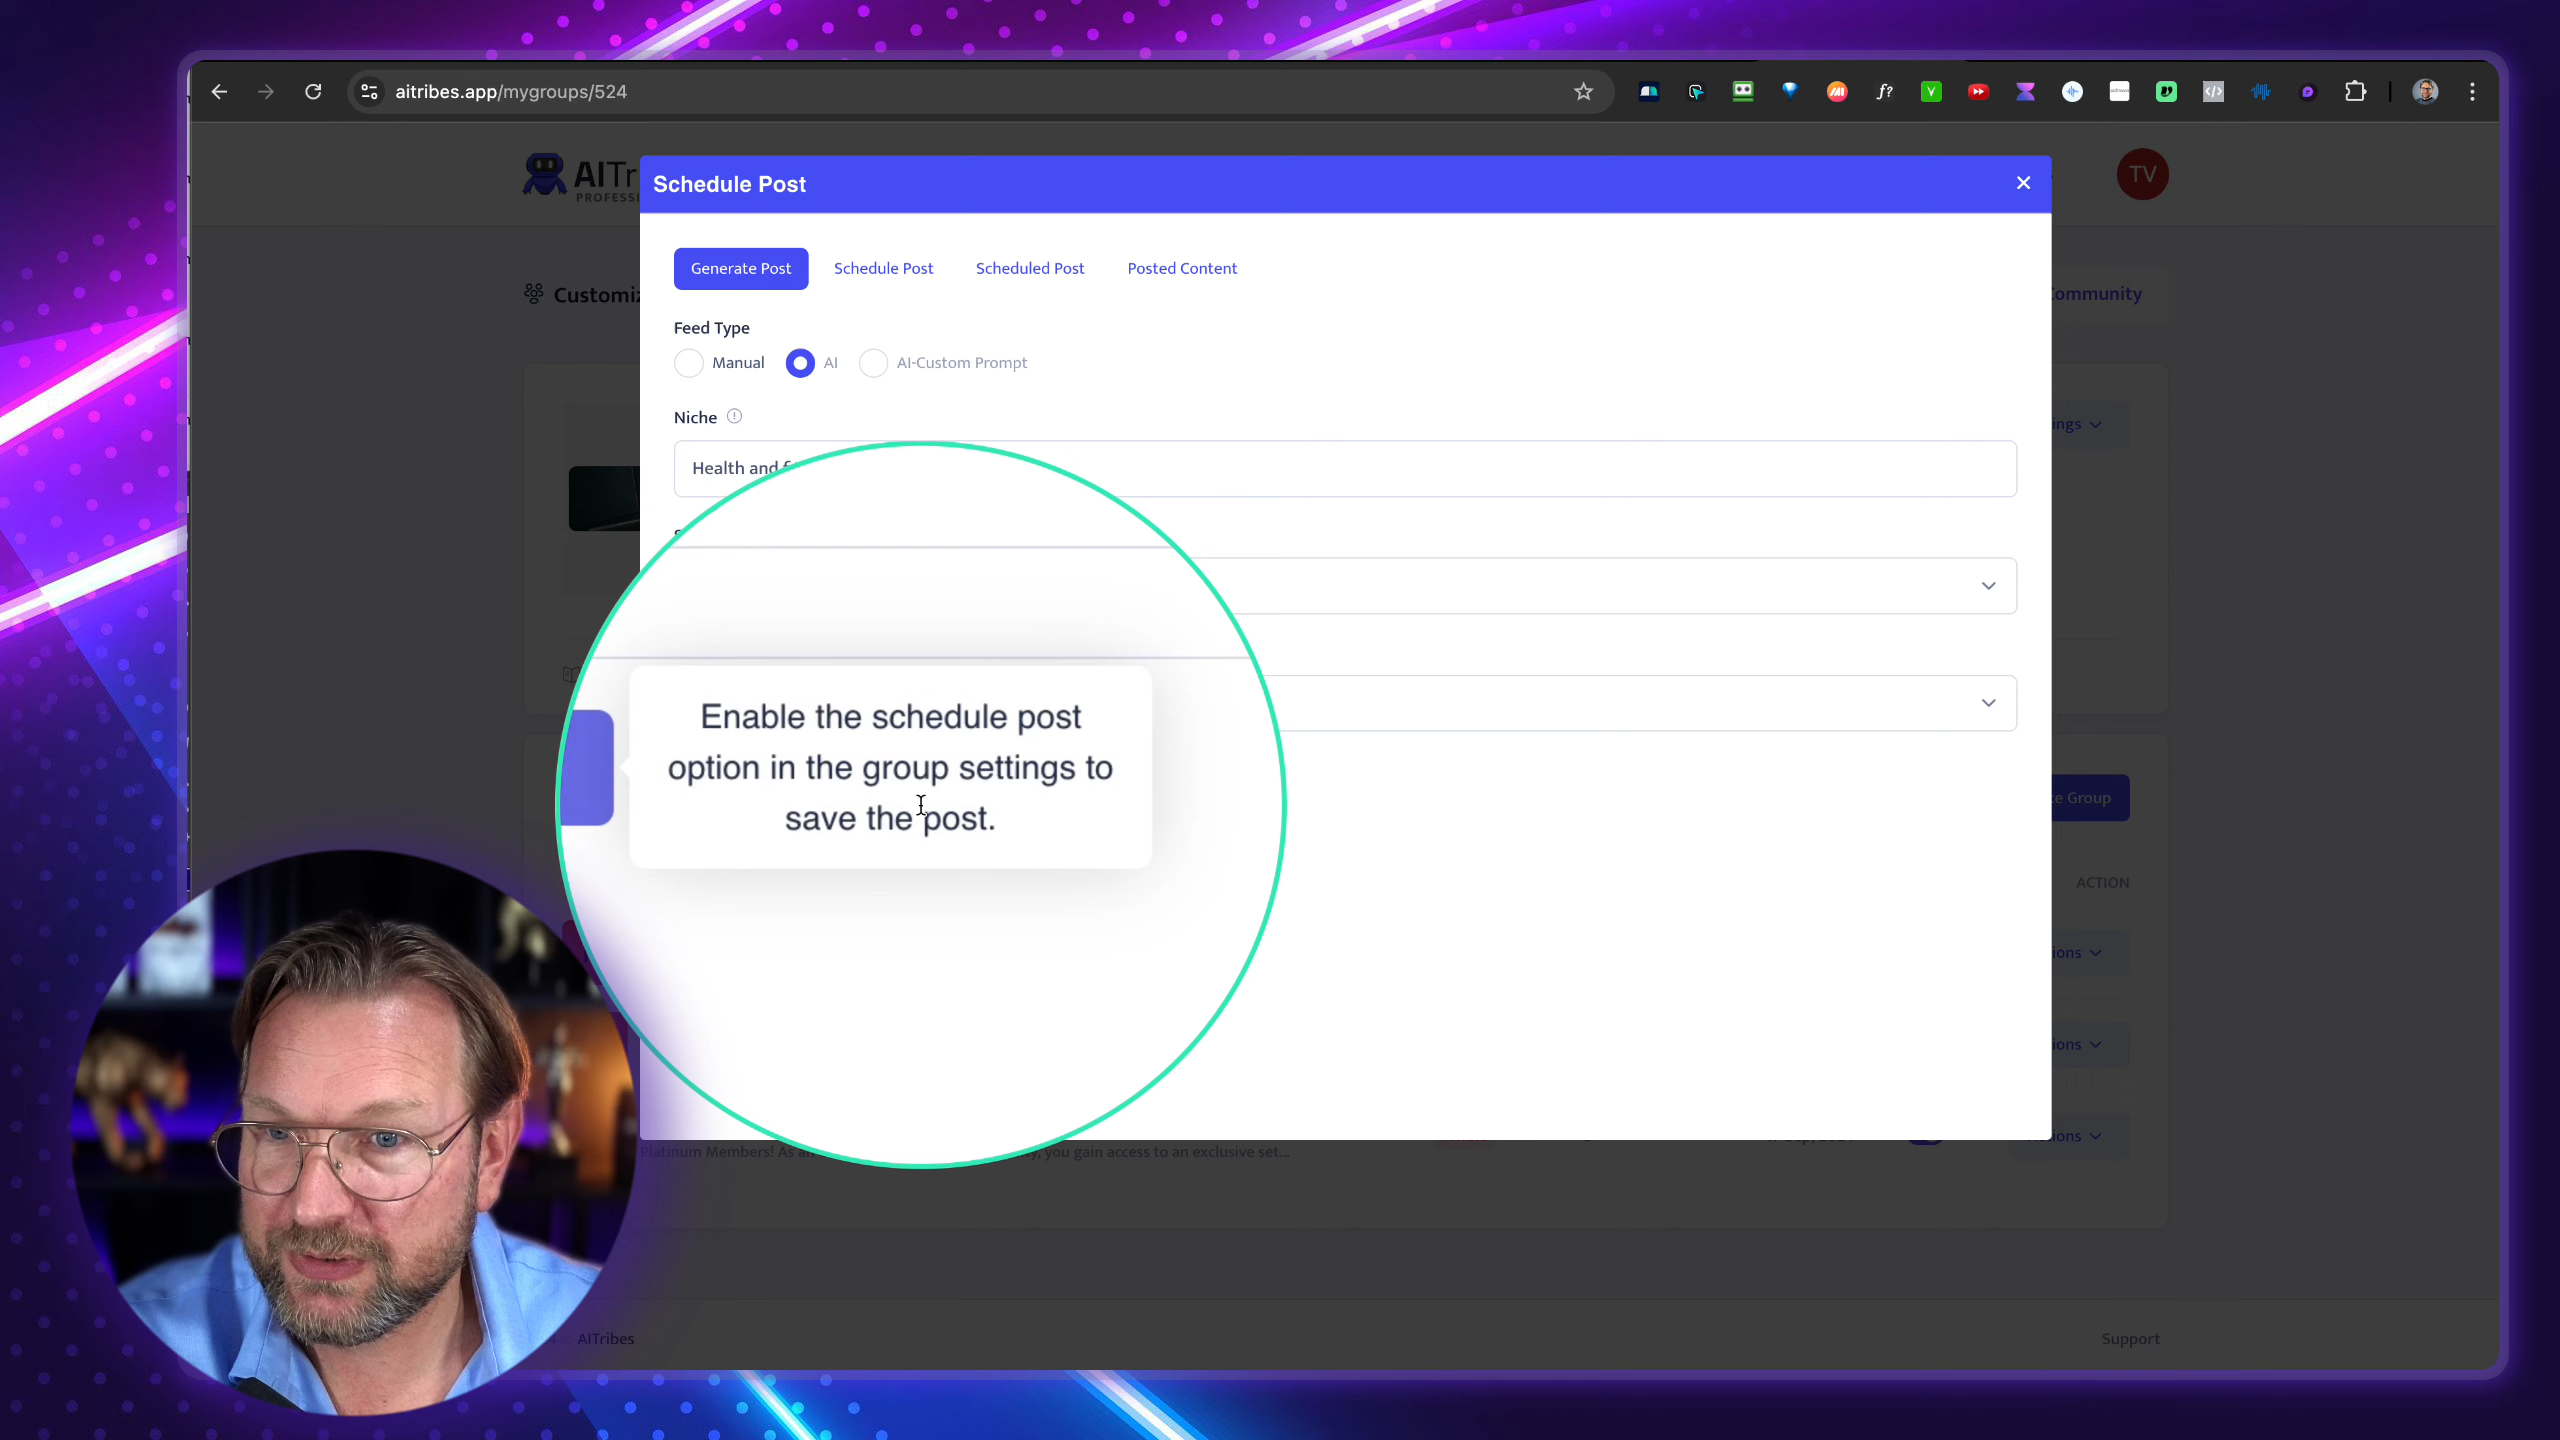 aitribes.app/mygroups/524
AITr
PROFESSI
Schedule Post
TV
Generate Post
Schedule Post
Scheduled Post
Posted Content
Customiz
Community
Feed Type
Manual
AI
AI-Custom Prompt
Niche
Health and
ings
Enable the schedule post
option in the group settings to
save the post.
Group
ACTION
ions
ions
ions
Platinum Members! As
, you gain access to an exclusive set...
AITribes
Support